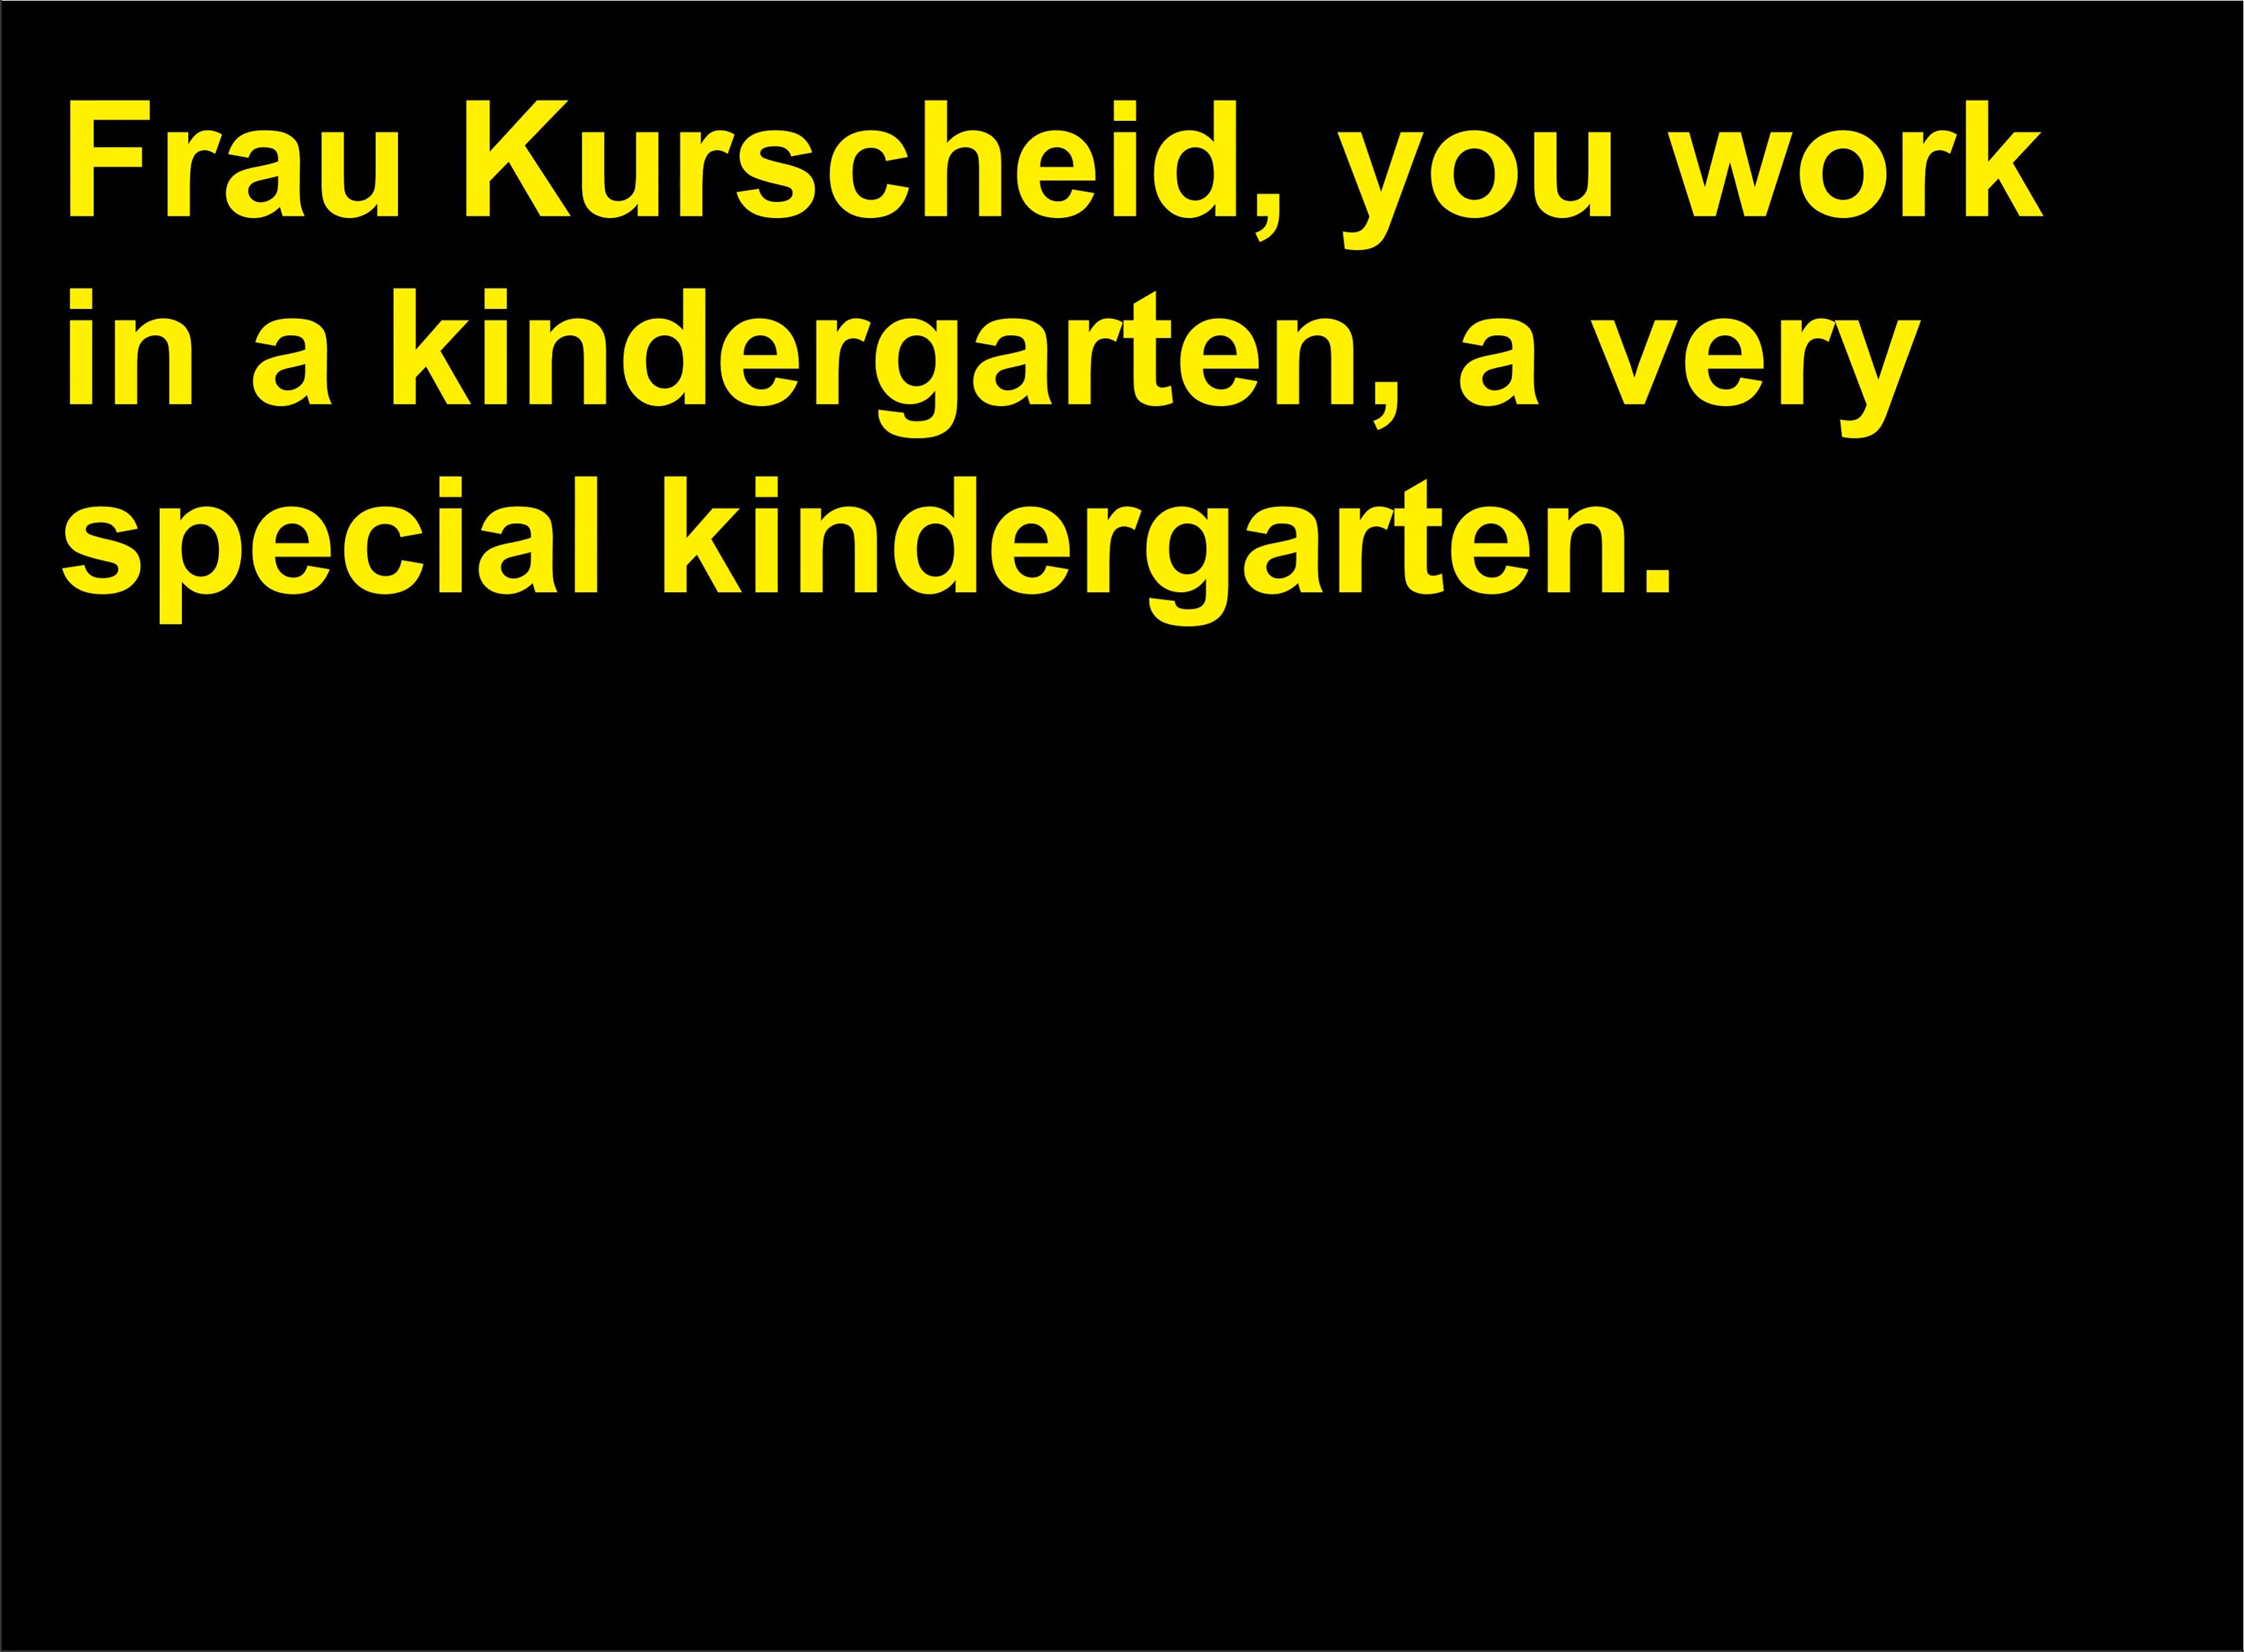 Frau Kurscheid, you work
in a kindergarten, a very
special kindergarten.